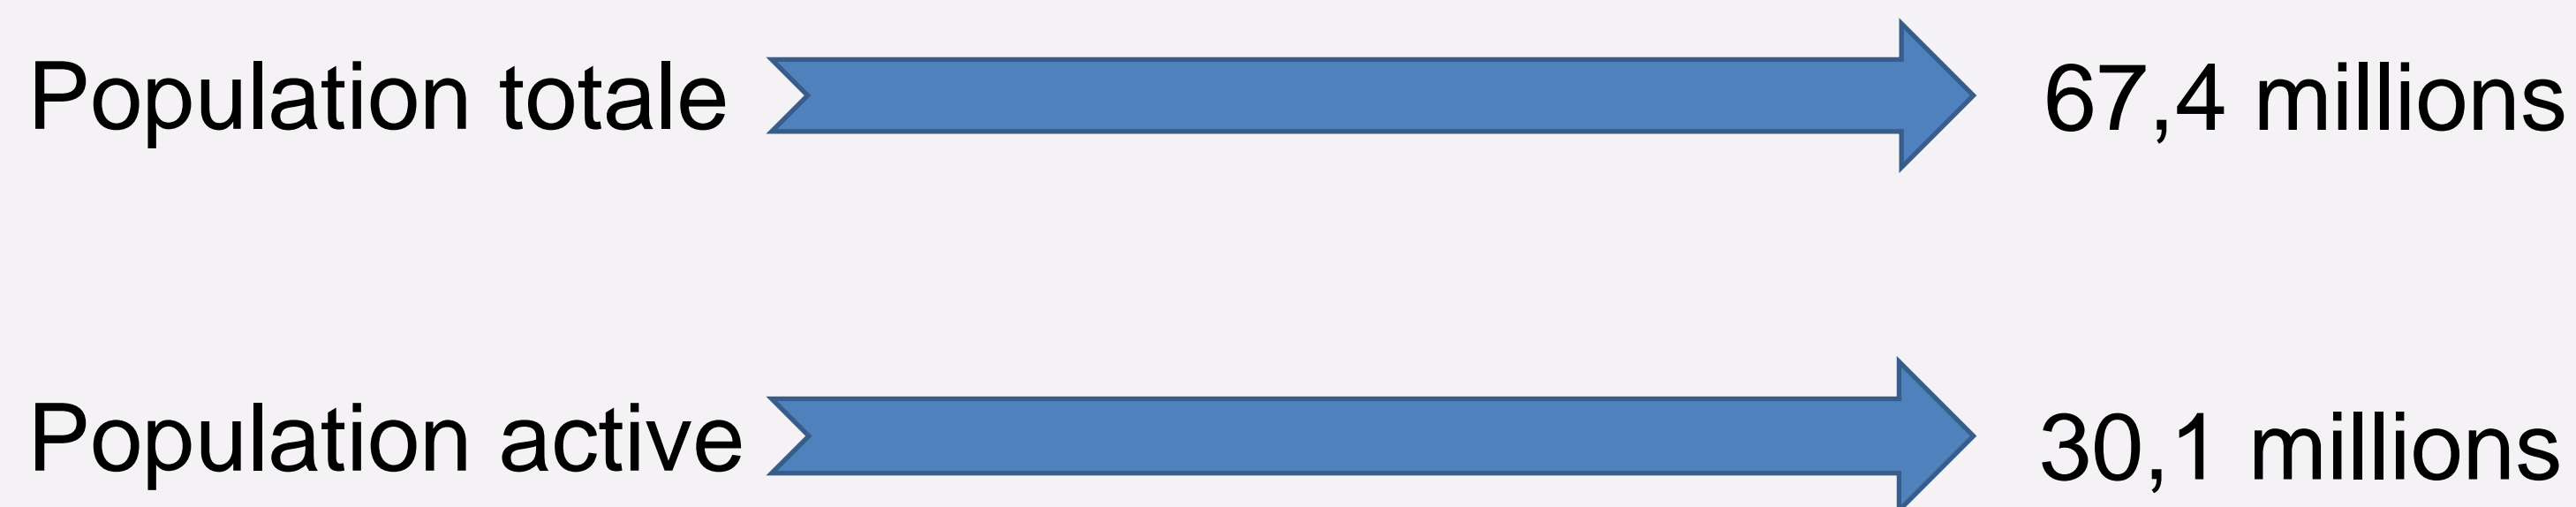 Population totale 67,4 millions
Population active 30,1 millions